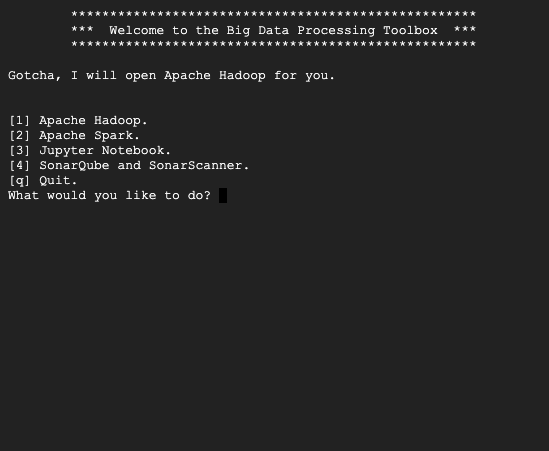 ****************************************************
***  Welcome to the Big Data Processing Toolbox  ***
****************************************************
Gotcha, I will open Apache Hadoop for you.
[1] Apache Hadoop.
[2] Apache Spark.
[3] Jupyter Notebook.
[4] SonarQube and SonarScanner.
[q] Quit.
What would you like to do?